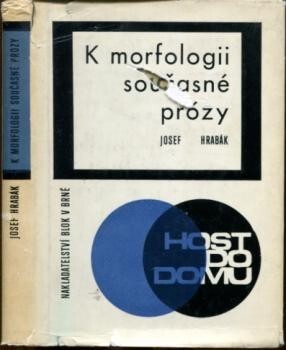 K morfologii
současné
prózy
JOSEF HRABÁK
HOST
DO
DOMU
NAKLADATELSTVÍ BLOK V BRNĚ
JOSEF HRABÁK
K MORFOLOGII SOUČASNÉ PRÓZY